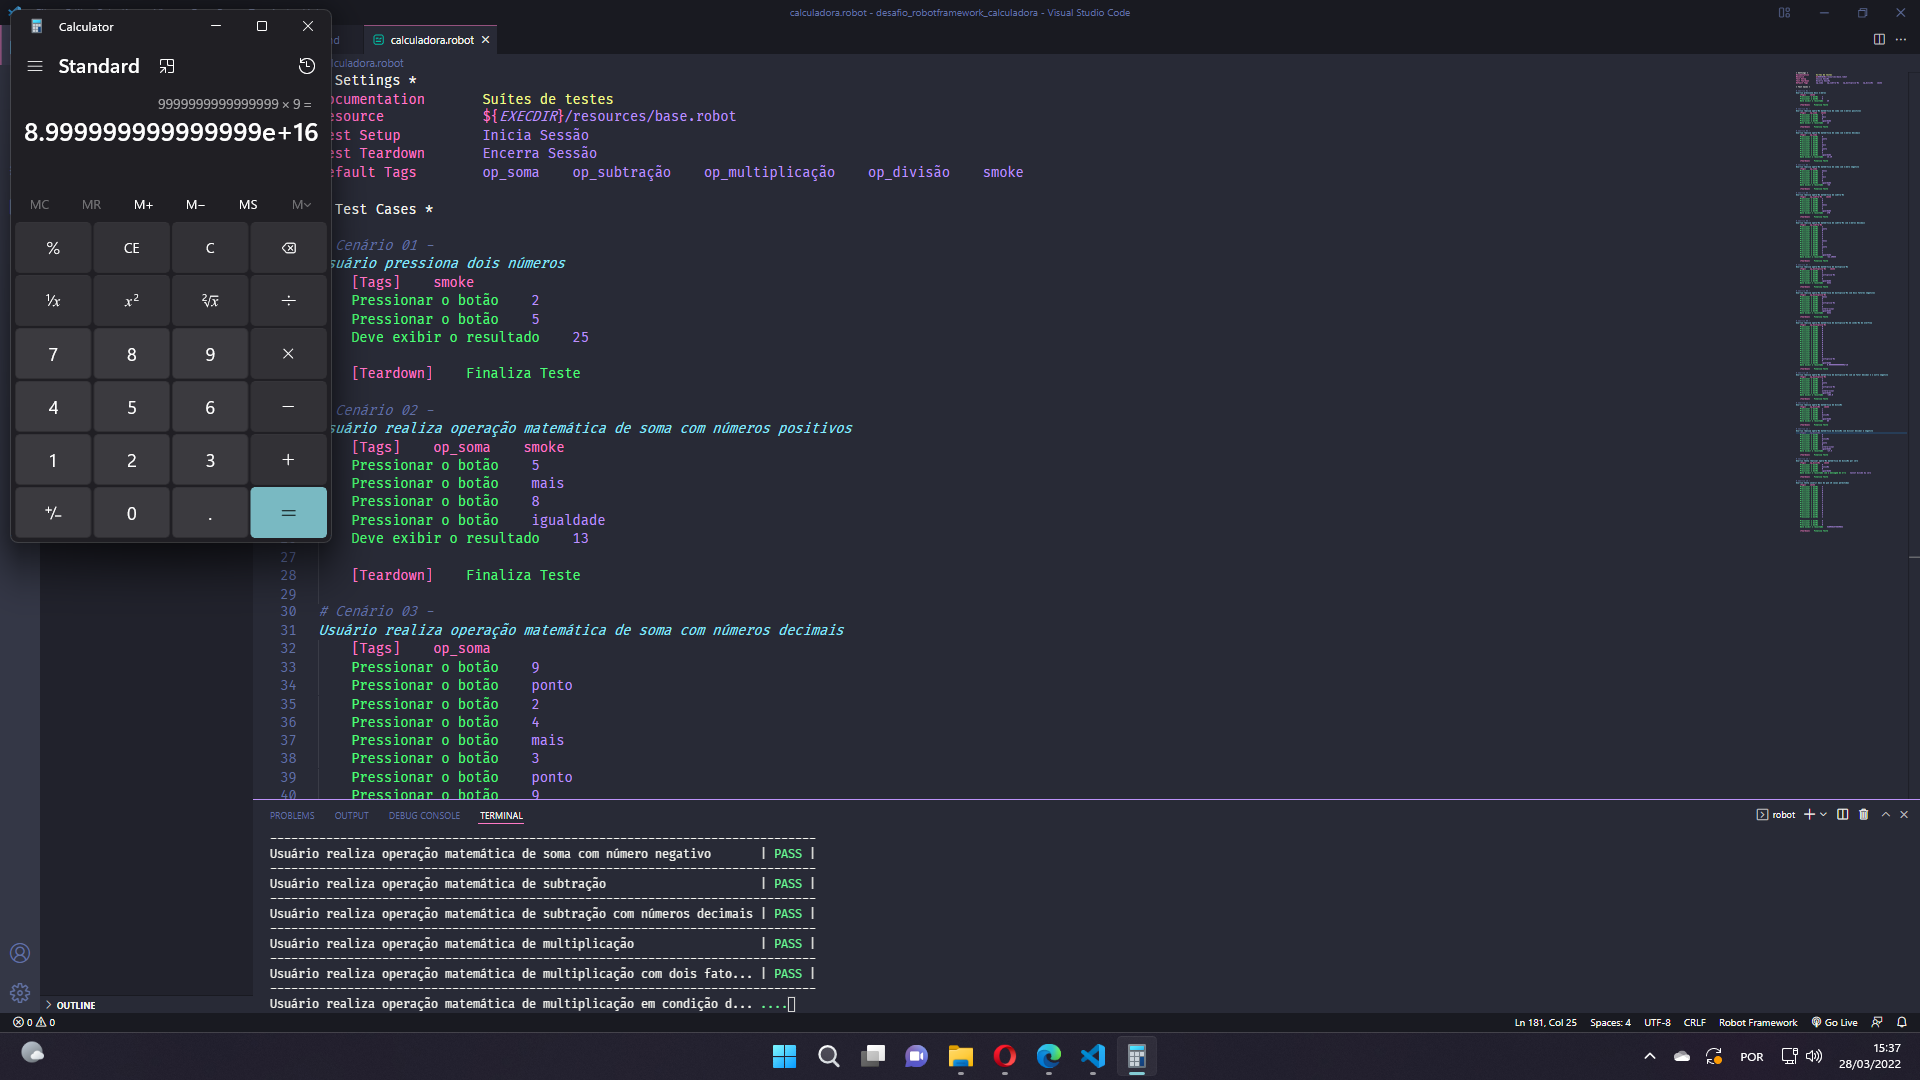 calculadora.robot - desafio_robotframework_calculadora - Visual Studio Code
Calculator
Standard
9999999999999999 × 9 =
8.999999999999999e+16
MC MR M+ M− MS M
% CE C
¹/x x² ²√x ÷
7 8 9 ×
4 5 6 −
1 2 3 +
+/− 0 . =
calculadora.robot
lculadora.robot
Settings *
ocumentation Suítes de testes
esource ${EXECDIR}/resources/base.robot
est Setup Inicia Sessão
est Teardown Encerra Sessão
efault Tags op_soma op_subtração op_multiplicação op_divisão smoke
Test Cases *
Cenário 01 -
suário pressiona dois números
[Tags] smoke
Pressionar o botão 2
Pressionar o botão 5
Deve exibir o resultado 25
[Teardown] Finaliza Teste
Cenário 02 -
suário realiza operação matemática de soma com números positivos
[Tags] op_soma smoke
Pressionar o botão 5
Pressionar o botão mais
Pressionar o botão 8
Pressionar o botão igualdade
Deve exibir o resultado 13
27
28 [Teardown] Finaliza Teste
29
30 # Cenário 03 -
31 Usuário realiza operação matemática de soma com números decimais
32 [Tags] op_soma
33 Pressionar o botão 9
34 Pressionar o botão ponto
35 Pressionar o botão 2
36 Pressionar o botão 4
37 Pressionar o botão mais
38 Pressionar o botão 3
39 Pressionar o botão ponto
40 Pressionar o botão 9
PROBLEMS OUTPUT DEBUG CONSOLE TERMINAL
robot
Usuário realiza operação matemática de soma com número negativo | PASS |
Usuário realiza operação matemática de subtração | PASS |
Usuário realiza operação matemática de subtração com números decimais | PASS |
Usuário realiza operação matemática de multiplicação | PASS |
Usuário realiza operação matemática de multiplicação com dois fato... | PASS |
Usuário realiza operação matemática de multiplicação em condição d... ....
OUTLINE
0 0
Ln 181, Col 25 Spaces: 4 UTF-8 CRLF Robot Framework Go Live
POR
15:37
28/03/2022